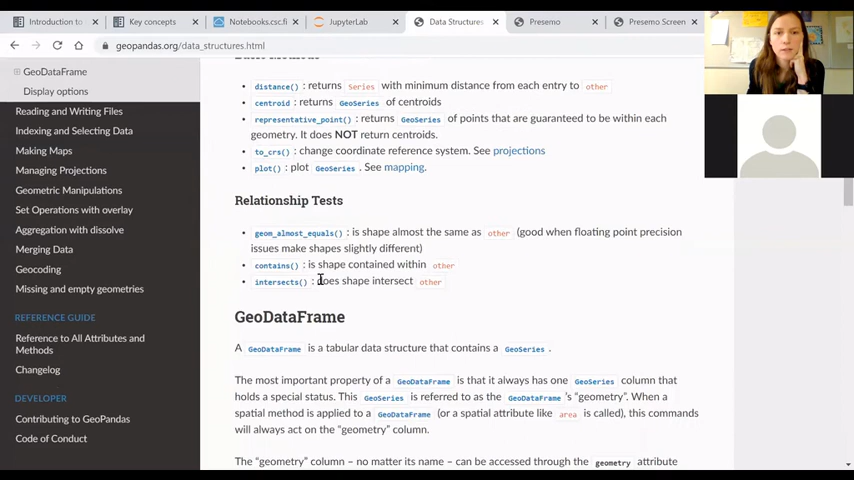 Introduction to
Key concepts
Notebooks.csc.fi
JupyterLab
Data Structures
Presemo
Presemo Screen
geopandas.org/data_structures.html
GeoDataFrame
Display options
Reading and Writing Files
Indexing and Selecting Data
Making Maps
Managing Projections
Geometric Manipulations
Set Operations with overlay
Aggregation with dissolve
Merging Data
Geocoding
Missing and empty geometries
REFERENCE GUIDE
Reference to All Attributes and
Methods
Changelog
DEVELOPER
Contributing to GeoPandas
Code of Conduct
distance() : returns Series with minimum distance from each entry to other
centroid : returns GeoSeries of centroids
representative_point() : returns GeoSeries of points that are guaranteed to be within each
geometry. It does NOT return centroids.
to_crs() : change coordinate reference system. See projections
plot() : plot GeoSeries . See mapping.
Relationship Tests
geom_almost_equals() : is shape almost the same as other (good when floating point precision
issues make shapes slightly different)
contains() : is shape contained within other
intersects() : does shape intersect other
GeoDataFrame
A GeoDataFrame is a tabular data structure that contains a GeoSeries .
The most important property of a GeoDataFrame is that it always has one GeoSeries column that
holds a special status. This GeoSeries is referred to as the GeoDataFrame 's "geometry". When a
spatial method is applied to a GeoDataFrame (or a spatial attribute like area is called), this commands
will always act on the "geometry" column.
The "geometry" column – no matter its name – can be accessed through the geometry attribute